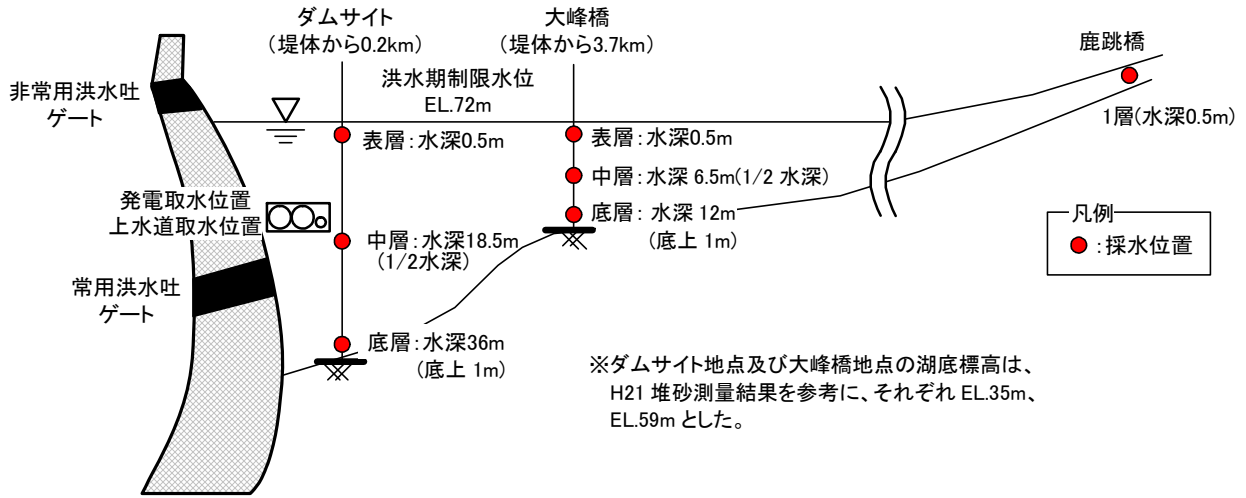 ダムサイト
（堤体から0.2km）
大峰橋
（堤体から3.7km）
鹿跳橋
洪水期制限水位
EL.72m
非常用洪水吐
ゲート
1層(水深0.5m)
表層：水深0.5m
表層：水深0.5m
中層：水深 6.5m(1/2 水深)
発電取水位置
上水道取水位置
底層：水深 12m
(底上 1m)
凡例
：採水位置
中層：水深18.5m
(1/2水深)
常用洪水吐
ゲート
底層：水深36m
(底上 1m)
※ダムサイト地点及び大峰橋地点の湖底標高は、
H21 堆砂測量結果を参考に、それぞれ EL.35m、
EL.59m とした。